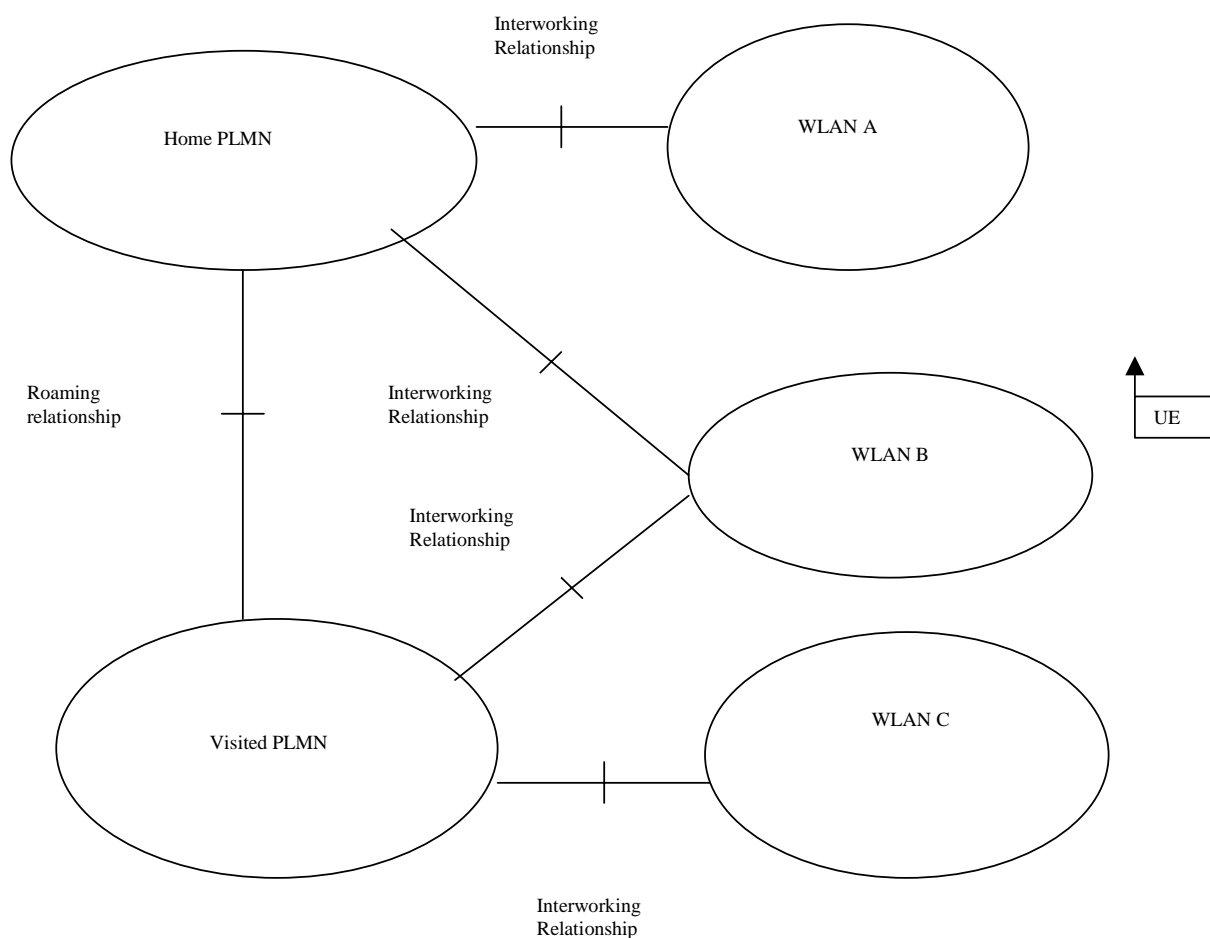 Interworking
Relationship
Home PLMN
WLAN A
Roaming
relationship
Interworking
Relationship
UE
WLAN B
Interworking
Relationship
WLAN C
Visited PLMN
Interworking
Relationship